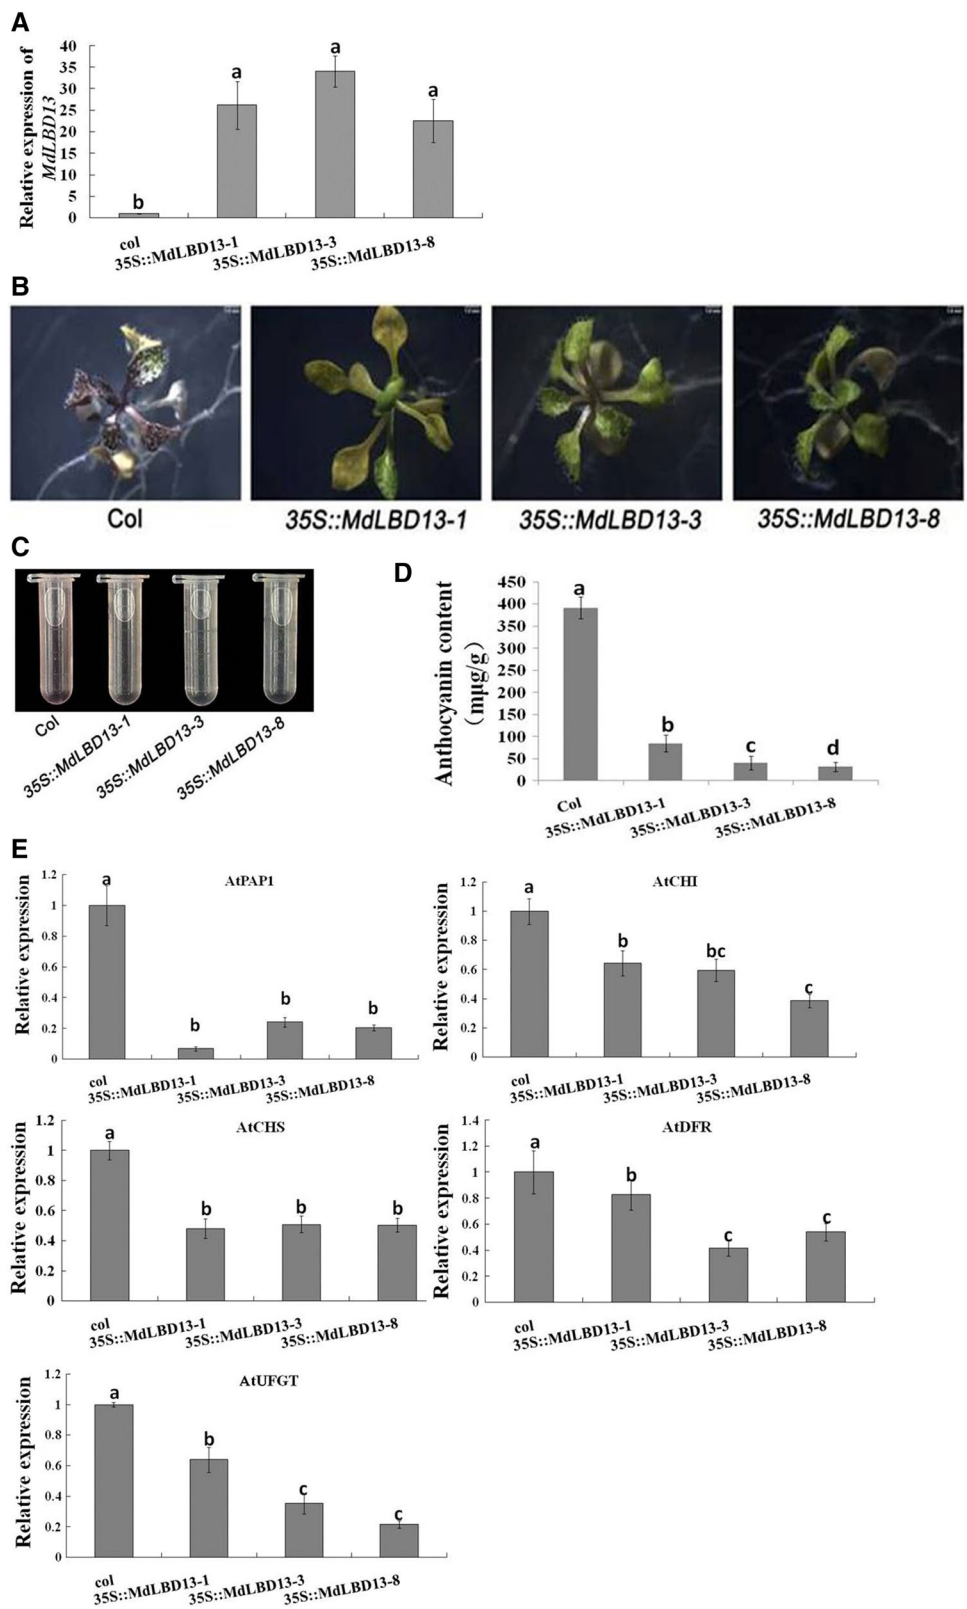 A
Relative expression of
MdLBD13
40
35
30
25
20
15
10
5
0
b
a
a
a
col
35S::MdLBD13-1
35S::MdLBD13-3
35S::MdLBD13-8
B
Col
35S::MdLBD13-1
35S::MdLBD13-3
35S::MdLBD13-8
C
Col
35S::MdLBD13-1
35S::MdLBD13-3
35S::MdLBD13-8
D
Anthocyanin content
(mμg/g)
450
400
350
300
250
200
150
100
50
0
a
b
c
d
Col
35S::MdLBD13-1
35S::MdLBD13-3
35S::MdLBD13-8
E
AtPAP1
Relative expression
1.2
1
0.8
0.6
0.4
0.2
0
a
b
b
b
col
35S::MdLBD13-1
35S::MdLBD13-3
35S::MdLBD13-8
AtCHI
Relative expression
1.2
1
0.8
0.6
0.4
0.2
0
a
b
bc
c
col
35S::MdLBD13-1
35S::MdLBD13-3
35S::MdLBD13-8
AtCHS
Relative expression
1.2
1
0.8
0.6
0.4
0.2
0
a
b
b
b
col
35S::MdLBD13-1
35S::MdLBD13-3
35S::MdLBD13-8
AtDFR
Relative expression
1.4
1.2
1
0.8
0.6
0.4
0.2
0
a
b
c
c
col
35S::MdLBD13-1
35S::MdLBD13-3
35S::MdLBD13-8
AtUFGT
Relative expression
1.2
1
0.8
0.6
0.4
0.2
0
a
b
c
c
col
35S::MdLBD13-1
35S::MdLBD13-3
35S::MdLBD13-8